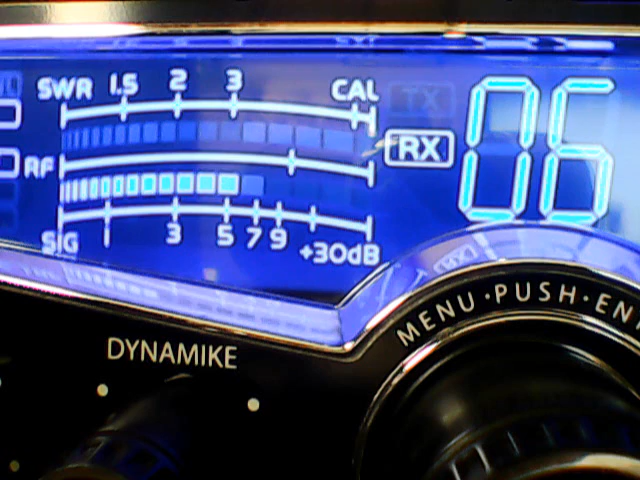 SWR 1.5 2 3 CAL
TX
RF RX 06
SIG 1 3 5 7 9 +30dB
MENU·PUSH·EN
DYNAMIKE